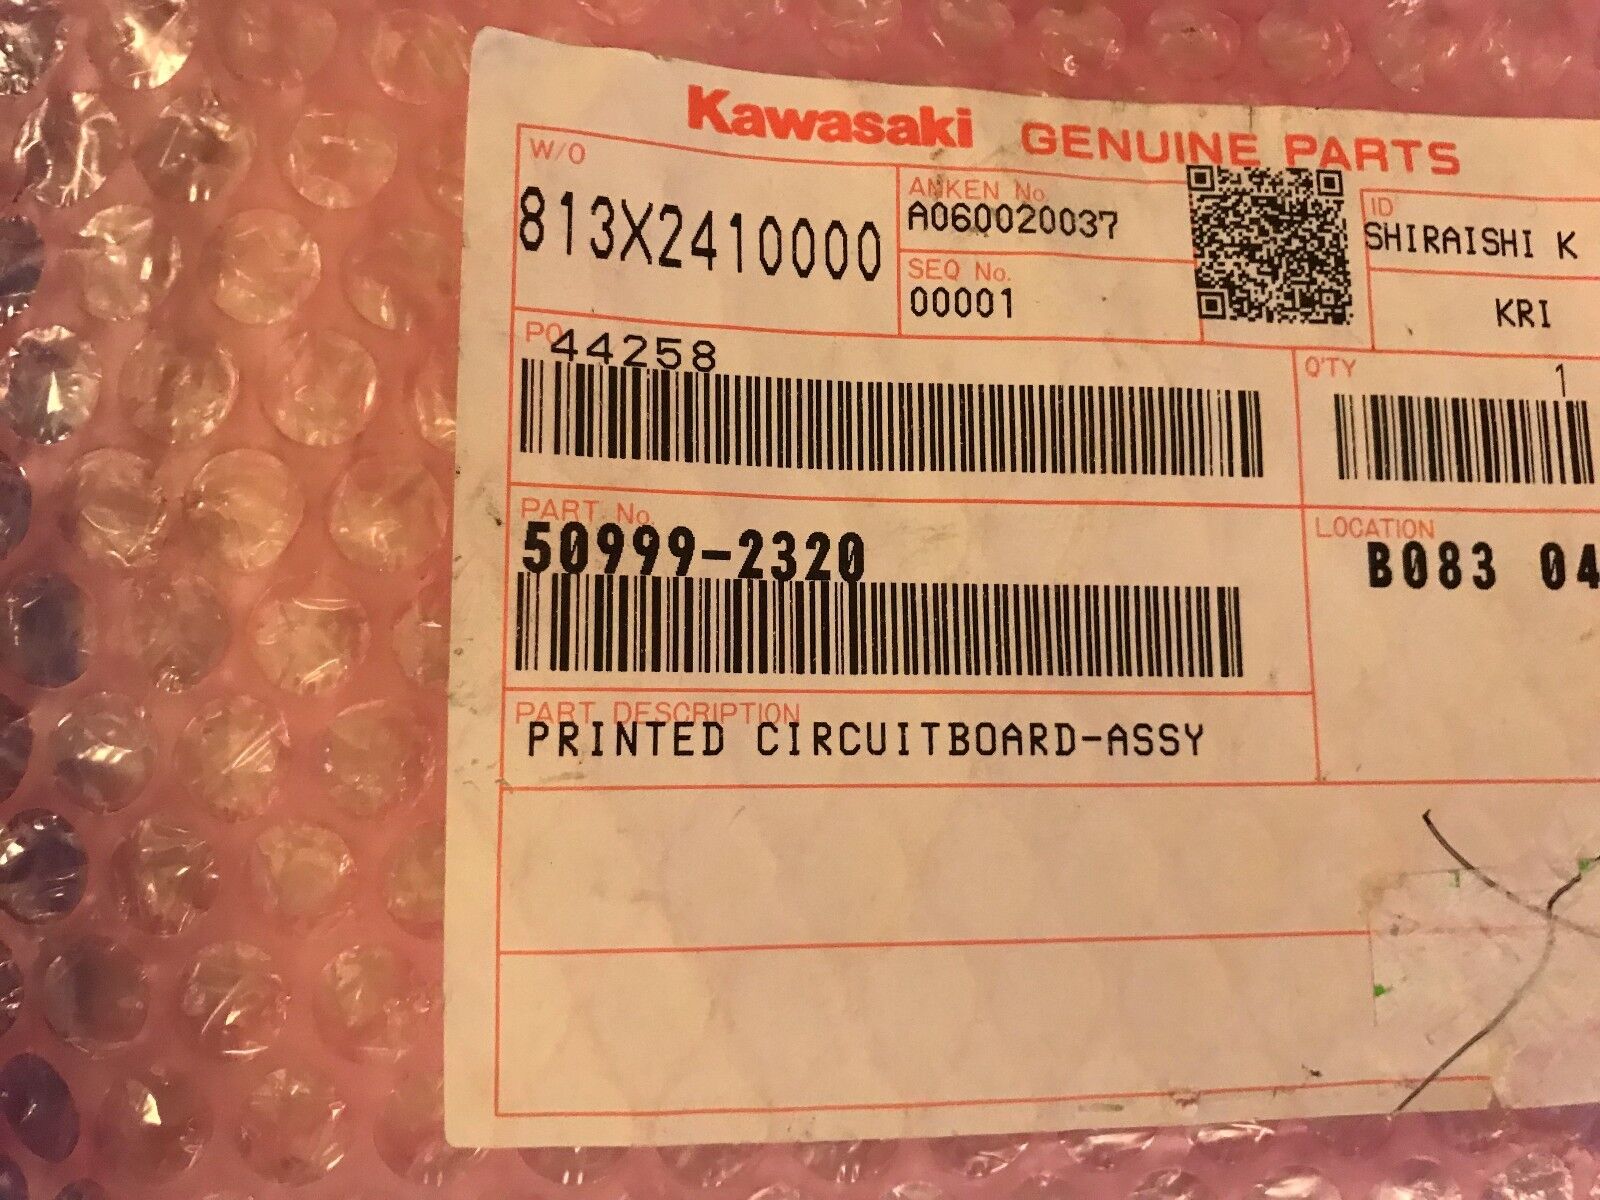 Kawasaki GENUINE PARTS
W/O
813X2410000
ANKEN No.
A060020037
SEQ No.
00001
ID
SHIRAISHI K
KRI
PO
44258
Q'TY
1
PART No.
50999-2320
LOCATION
B083 04
PART DESCRIPTION
PRINTED CIRCUITBOARD-ASSY